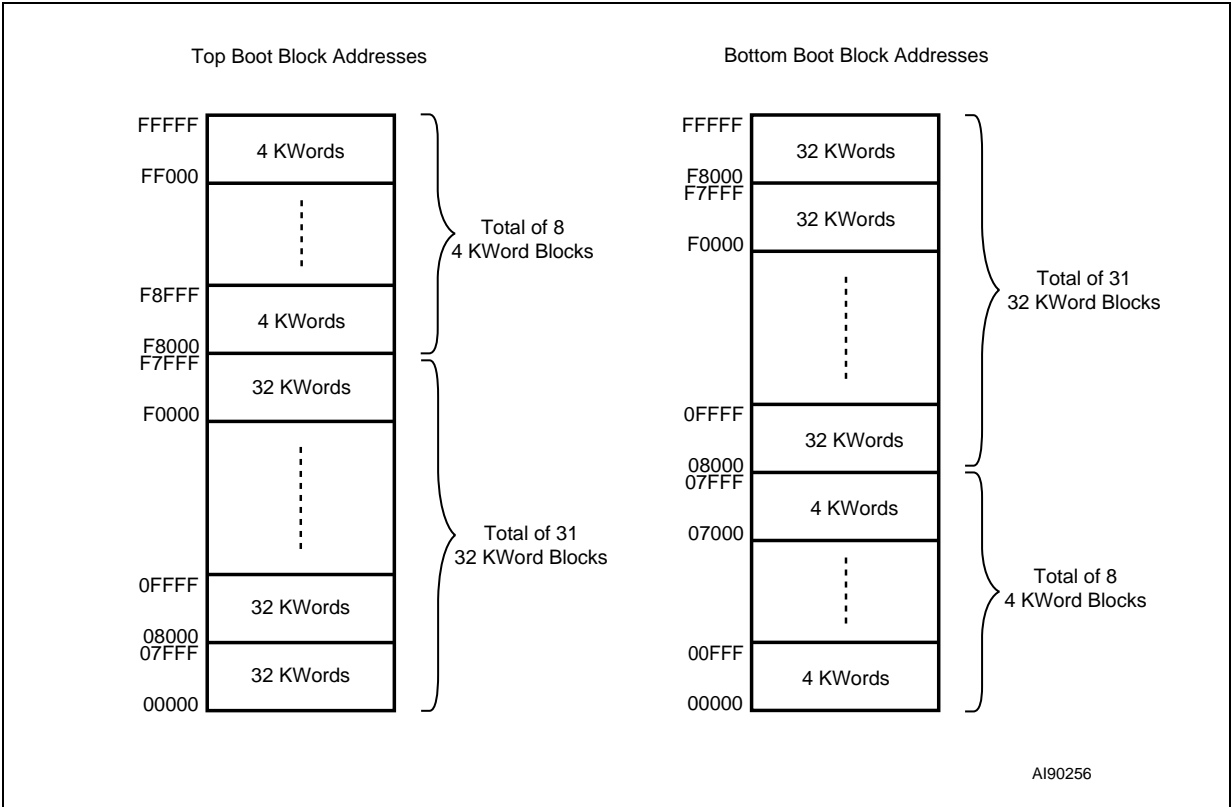 Top Boot Block Addresses
FFFFF
4 KWords
FF000
Total of 8
4 KWord Blocks
F8FFF
4 KWords
F8000
F7FFF
32 KWords
F0000
Total of 31
32 KWord Blocks
0FFFF
32 KWords
08000
07FFF
32 KWords
00000
Bottom Boot Block Addresses
FFFFF
32 KWords
F8000
F7FFF
32 KWords
F0000
Total of 31
32 KWord Blocks
0FFFF
32 KWords
08000
07FFF
4 KWords
07000
Total of 8
4 KWord Blocks
00FFF
4 KWords
00000
AI90256